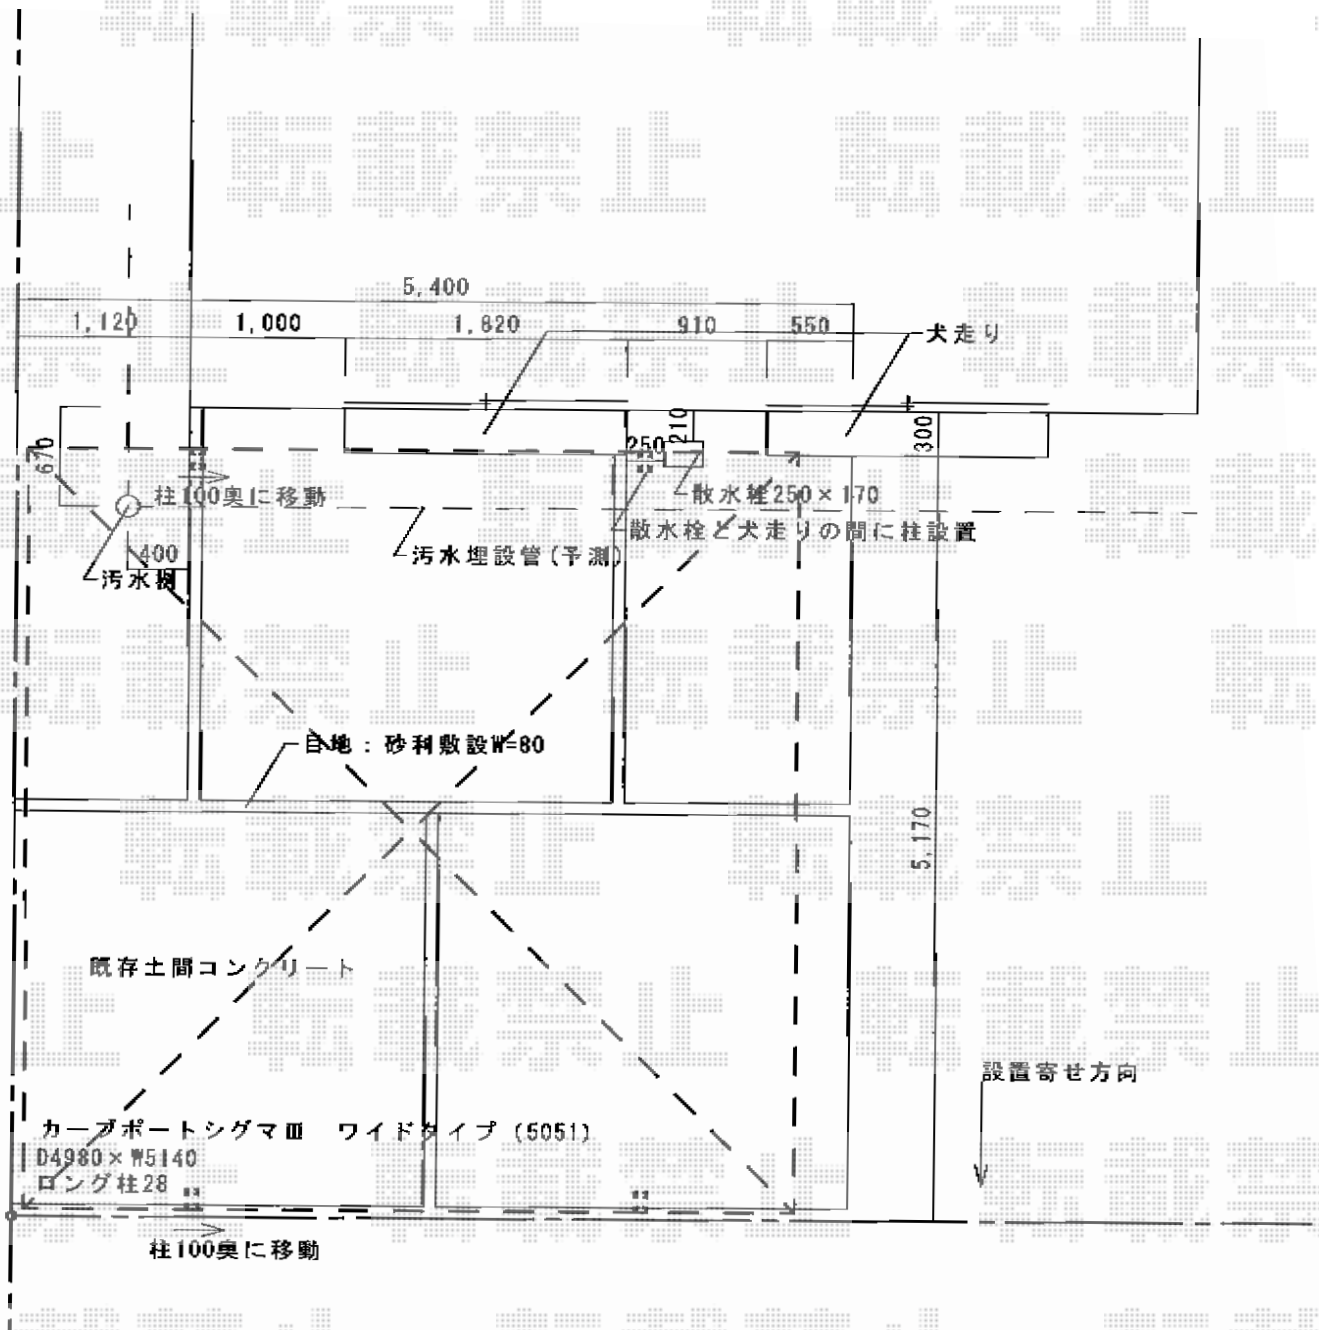 転載禁止
5,400
1,120
1,000
1,820
910
550
犬走り
670
250
210
300
柱100奥に移動
散水栓250×170
散水栓と犬走りの間に柱設置
400
汚水桝
汚水埋設管(予測)
目地：砂利敷設W=80
5,170
既存土間コンクリート
設置寄せ方向
カーブポートシグマⅢ ワイドタイプ (5051)
D4980×W5140
ロング柱28
柱100奥に移動